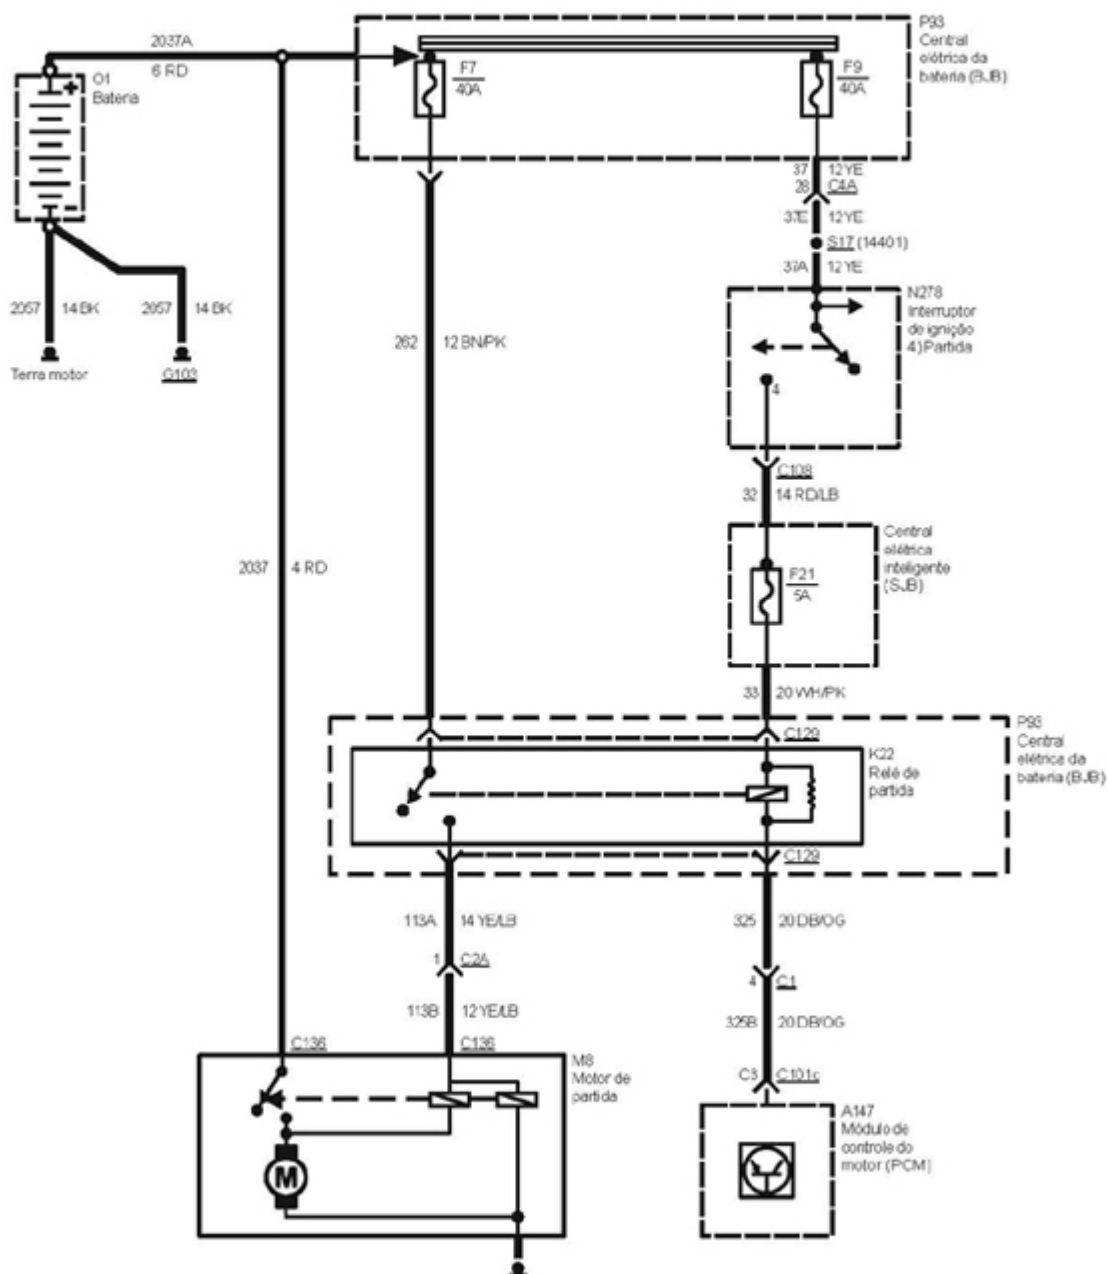 P93
Central
elétrica da
bateria (BJB)
2037A
6 RD
O1
Bateria
+
-
F7
40A
F9
40A
37 12 YE
28 C4A
37E 12 YE
S17 (14401)
37A 12 YE
2057 14 BK
2057 14 BK
Terra motor
G103
N278
Interruptor
de ignição
4) Partida
4
262 12 BN/PK
C108
32 14 RD/LB
Central
elétrica
inteligente
(SJB)
F21
5A
2037 4 RD
33 20 WH/PK
P93
Central
elétrica da
bateria (BJB)
C129
K22
Relé de
partida
C129
113A 14 YE/LB
325 20 DB/OG
1 C2A
4 C1
113B 12 YE/LB
325B 20 DB/OG
C136
C136
M8
Motor de
partida
C3 C101c
A147
Módulo de
controle do
motor (PCM)
M